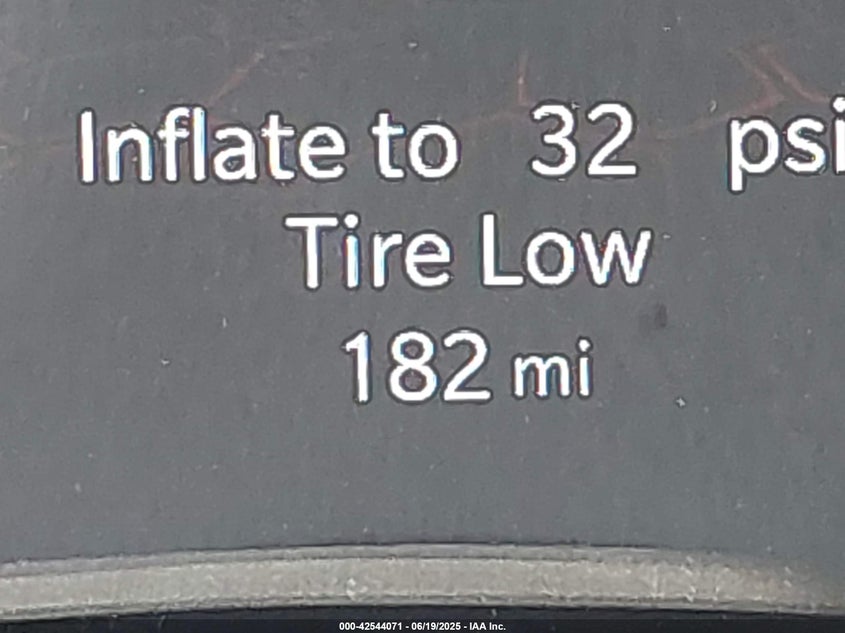 Inflate to 32 psi
Tire Low
182 mi
000-42544071 - 06/19/2025 - IAA Inc.